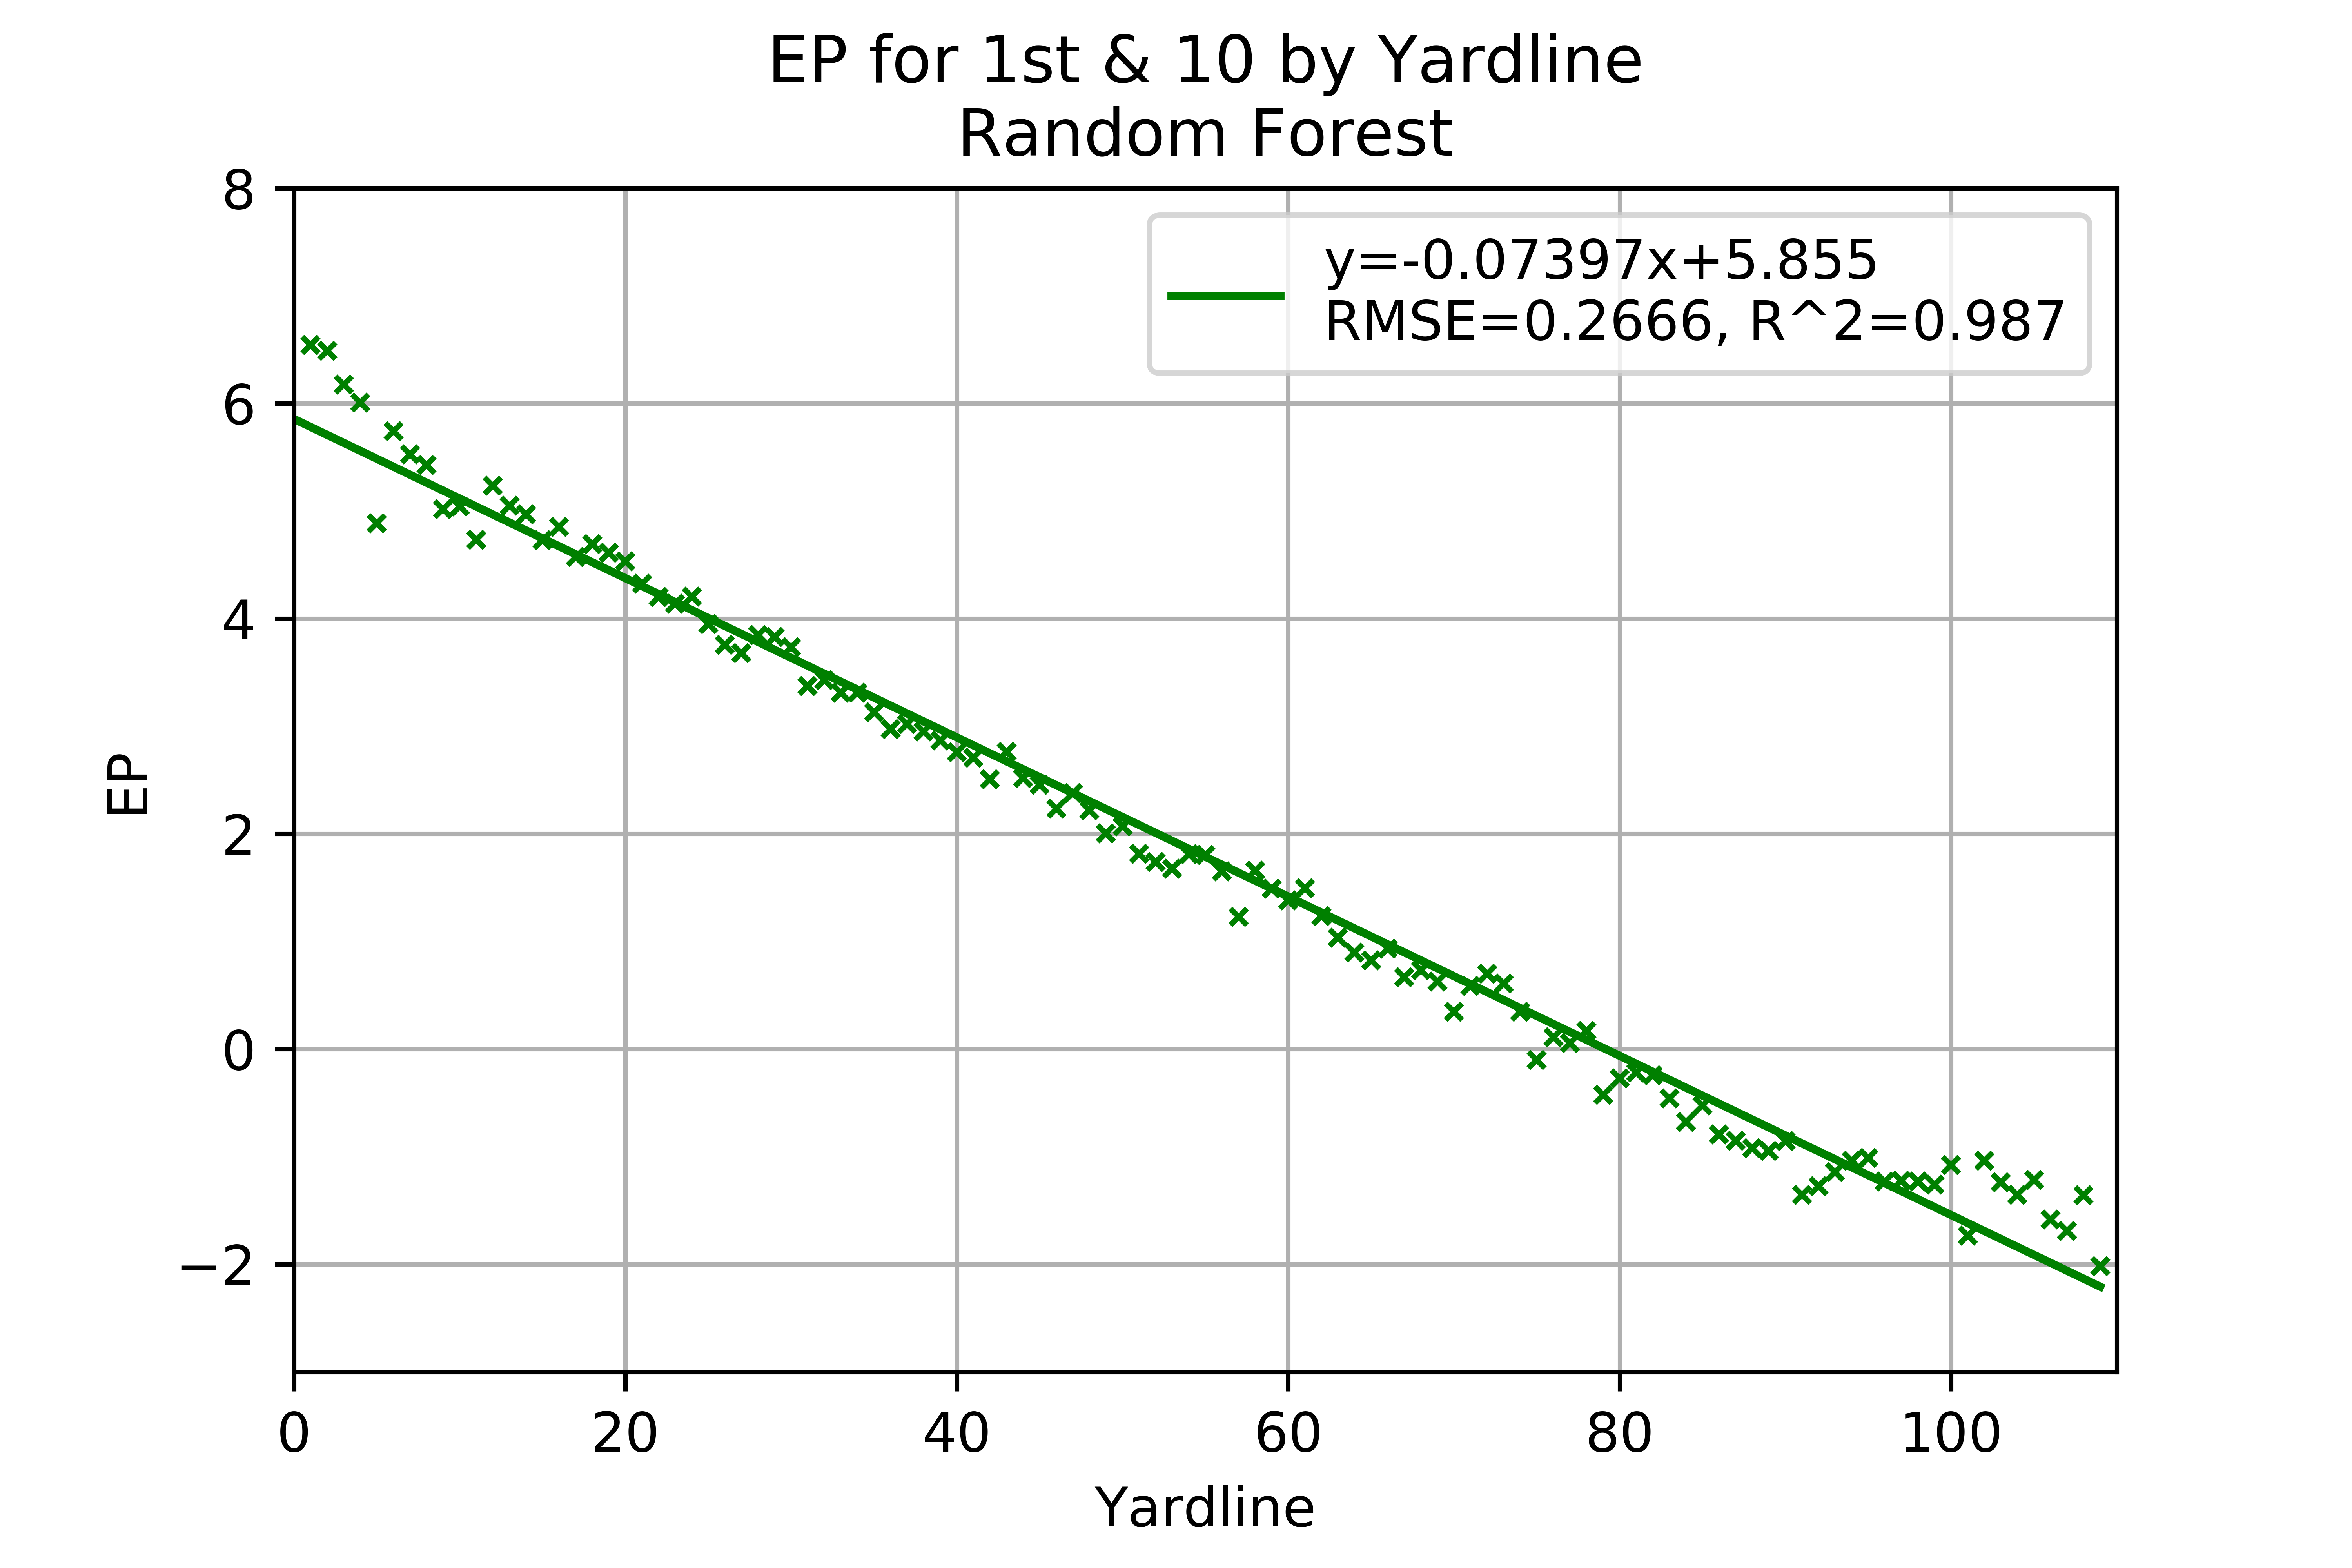 EP for 1st & 10 by Yardline
Random Forest
y=-0.07397x+5.855
RMSE=0.2666, R^2=0.987
8
6
4
2
0
−2
EP
0 20 40 60 80 100
Yardline